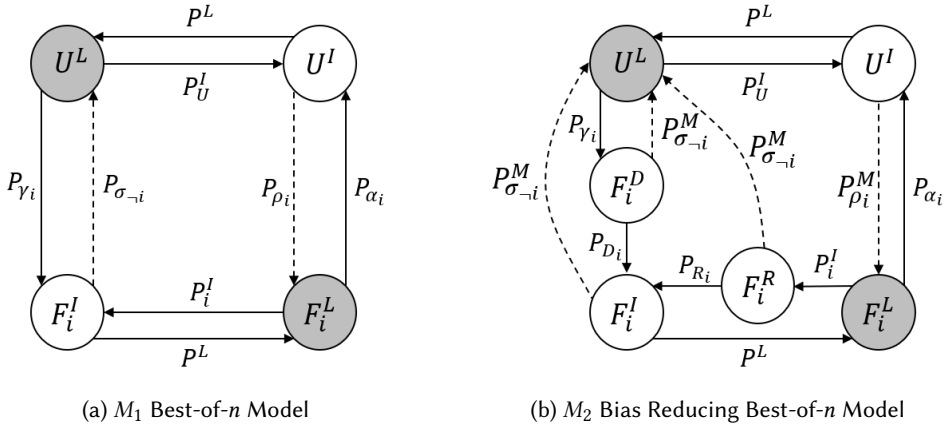 P^L
P^L
U^L
U^I
U^L
U^I
P_U^I
P_U^I
P_{γ_i}
P_{σ_{¬i}}^M
P_{σ_{¬i}}^M
P_{γ_i}
P_{σ_{¬i}}
P_{ρ_i}
P_{α_i}
P_{σ_{¬i}}^M
F_i^D
P_{ρ_i}^M
P_{α_i}
P_{D_i}
P_{R_i}
P_i^I
P_i^I
F_i^R
F_i^I
F_i^L
F_i^I
F_i^L
P^L
P^L
(a) M_1 Best-of-n Model
(b) M_2 Bias Reducing Best-of-n Model